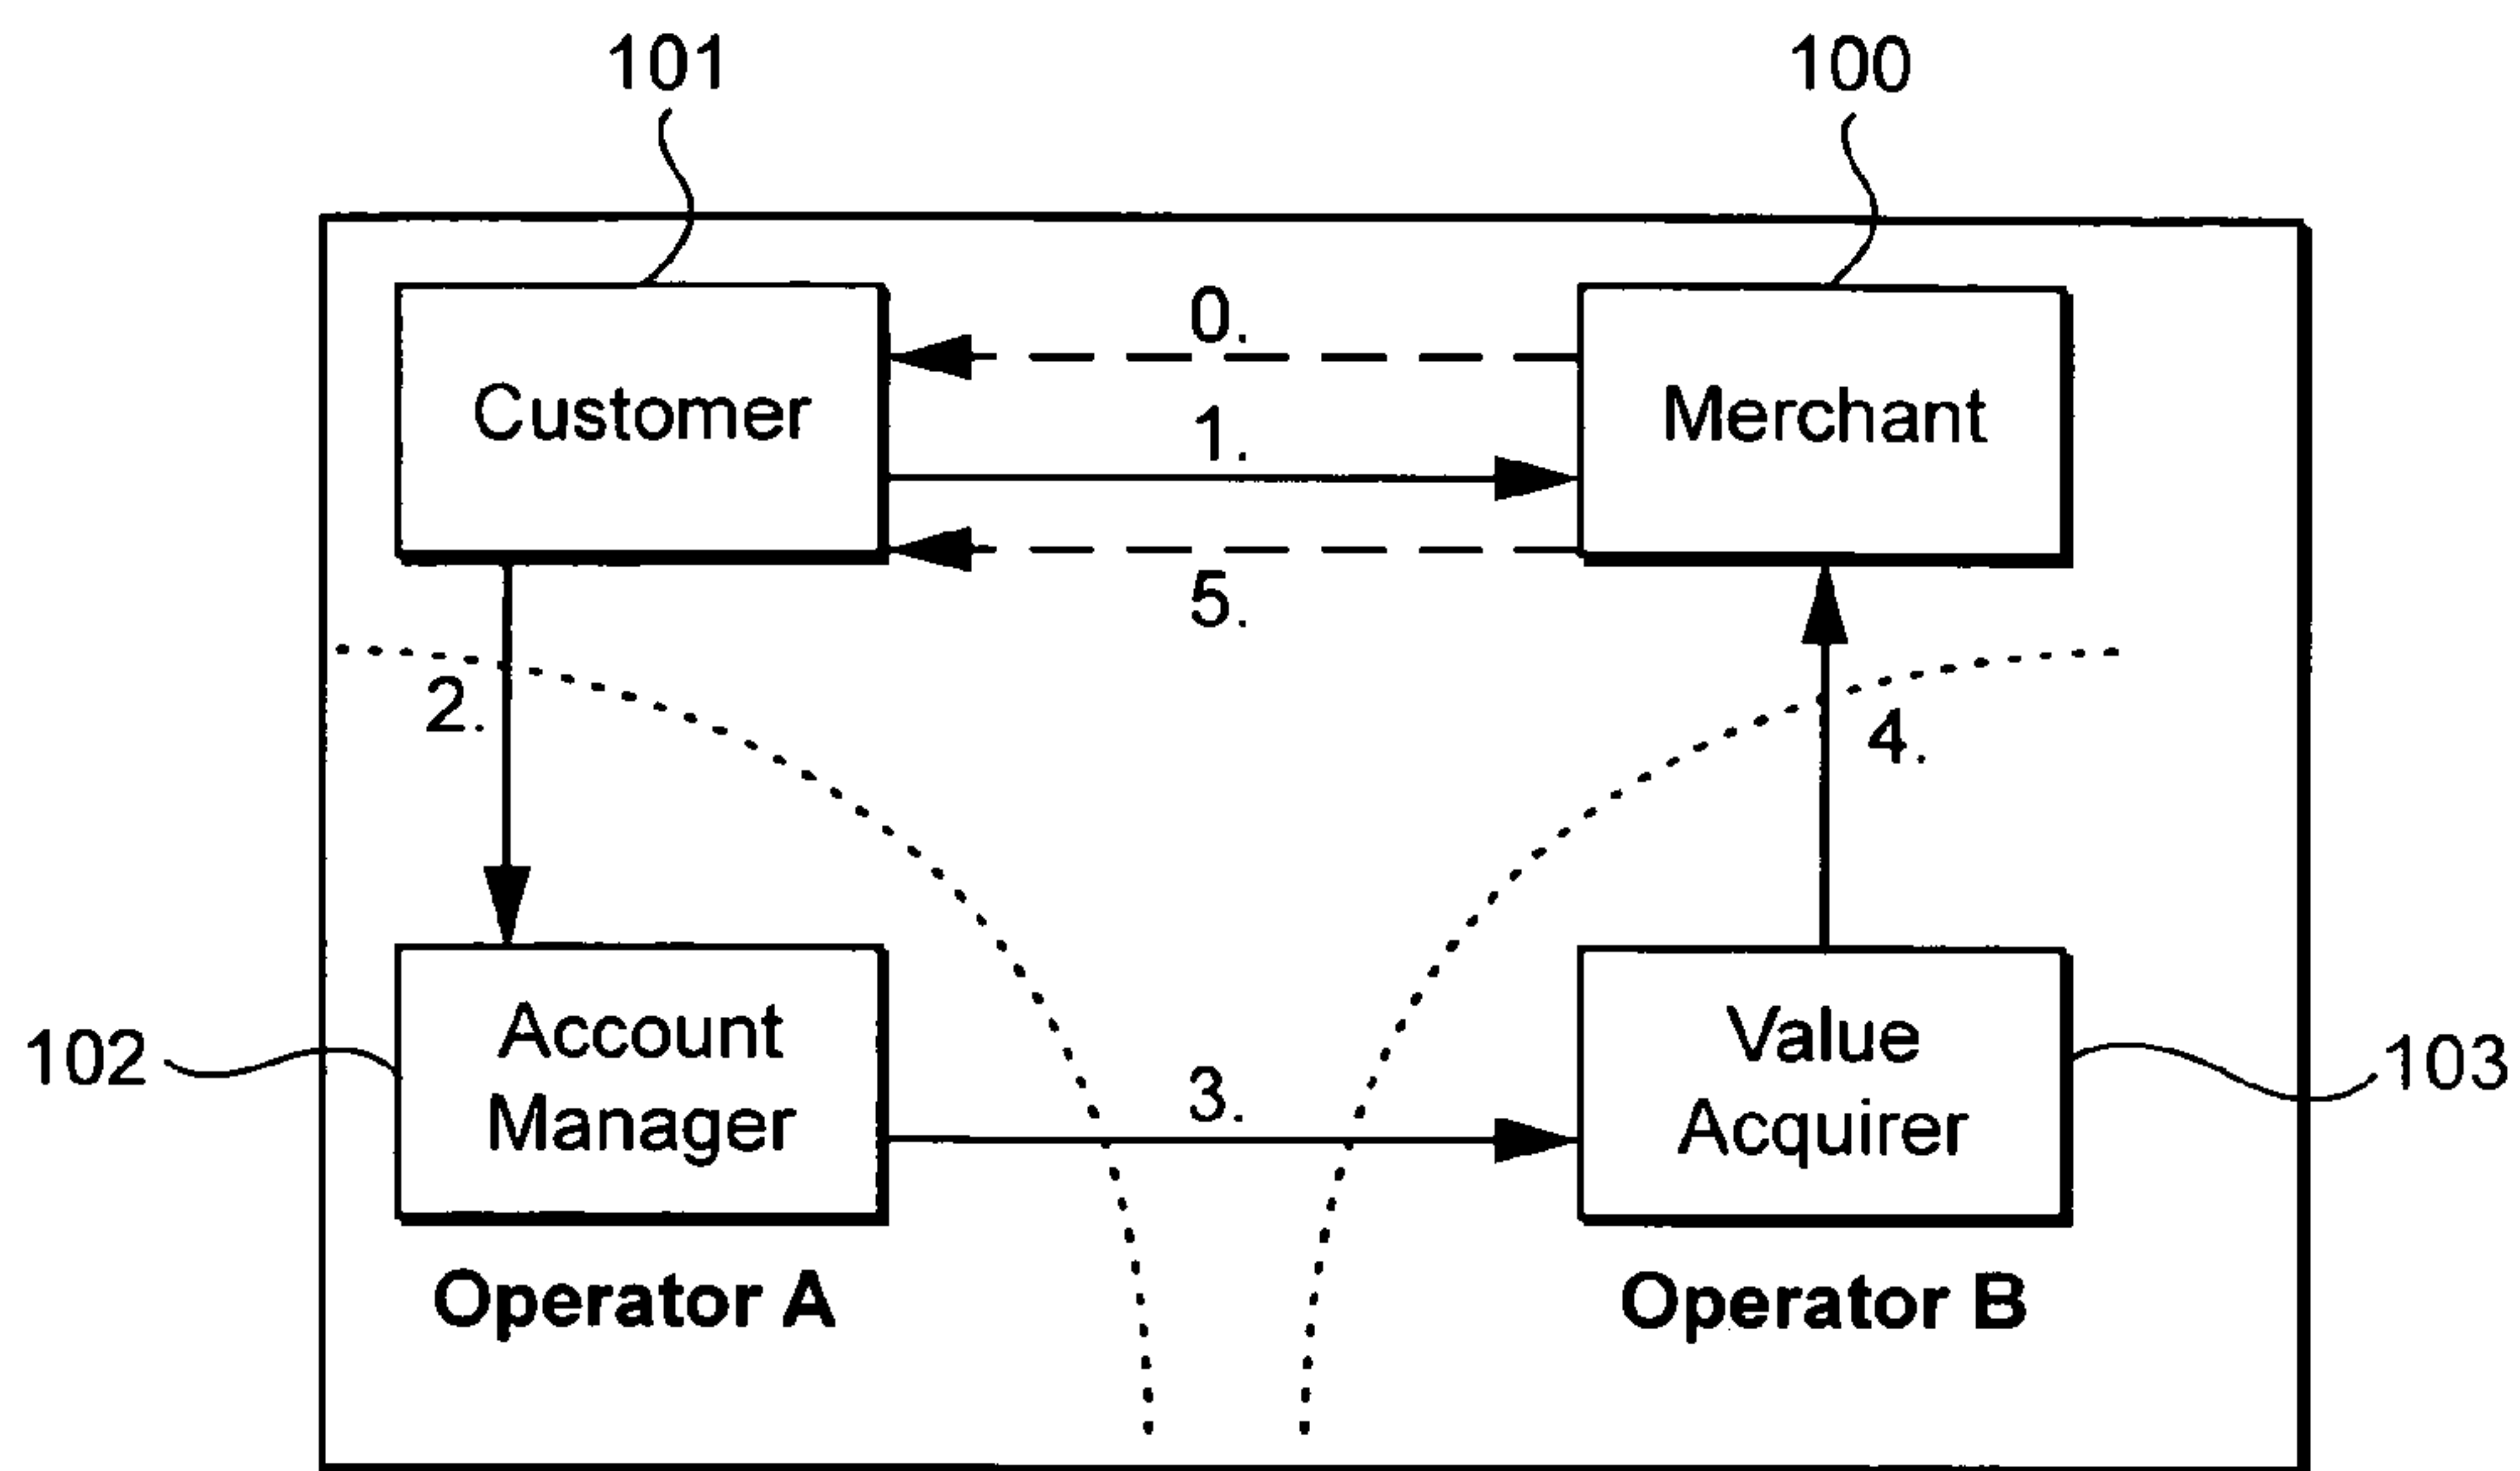 101
100
0.
Customer
1.
Merchant
5.
2.
4.
102
Account
Manager
3.
Value
Acquirer
103
Operator A
Operator B